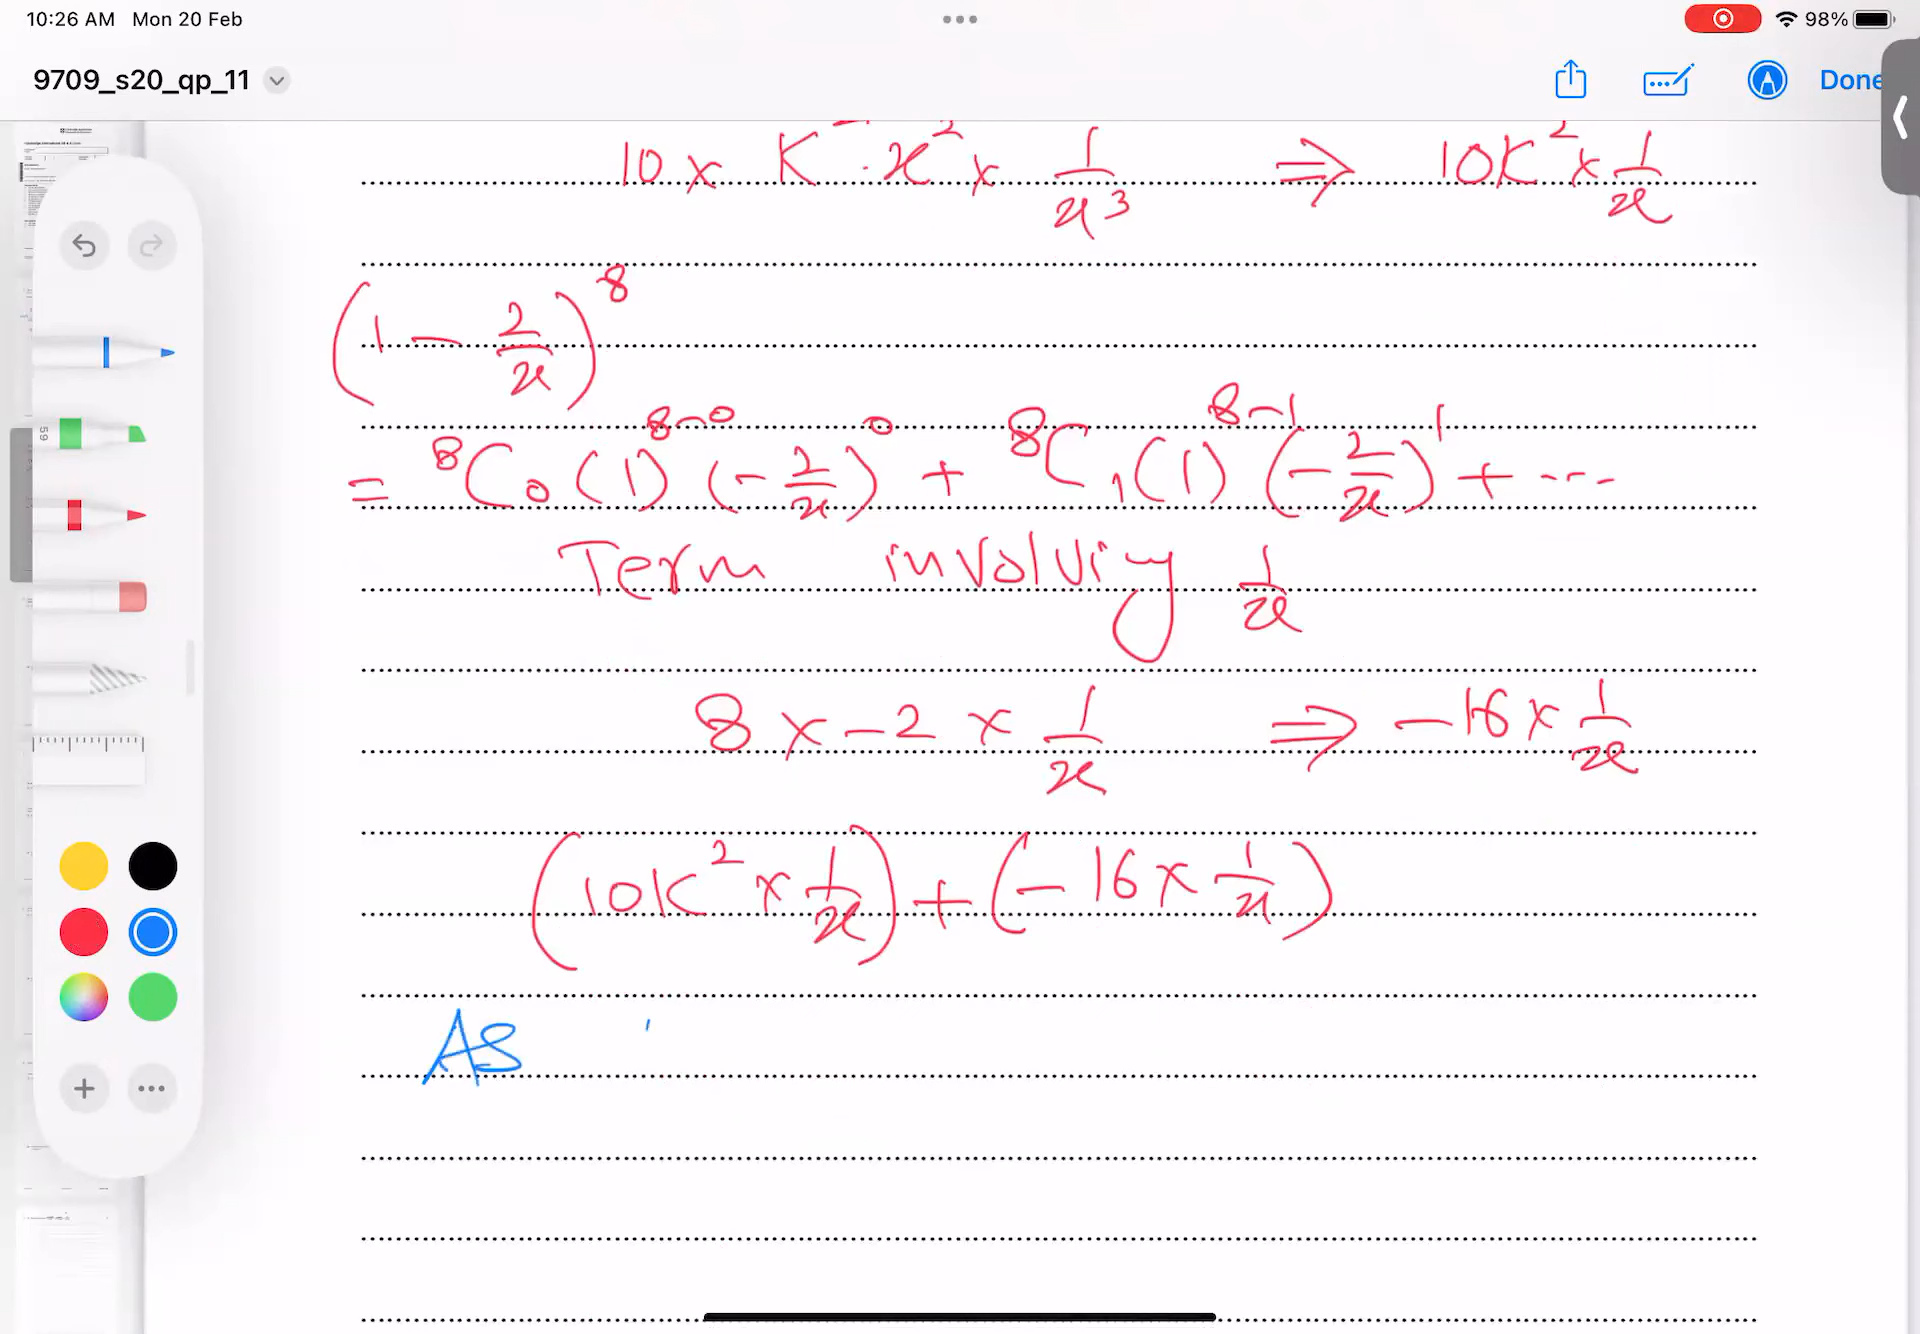 10:26 AM Mon 20 Feb
98%
9709_s20_qp_11
Done
10 × K² · x² × 1/x³ ⇒ 10K² × 1/x
(1 − 2/x)⁸
= ⁸C₀ (1)⁸⁻⁰ (− 2/x)⁰ + ⁸C₁ (1)⁸⁻¹ (− 2/x)¹ + ...
Term involving 1/x
8 × −2 × 1/x ⇒ −16 × 1/x
(10K² × 1/x) + (−16 × 1/x)
As
59